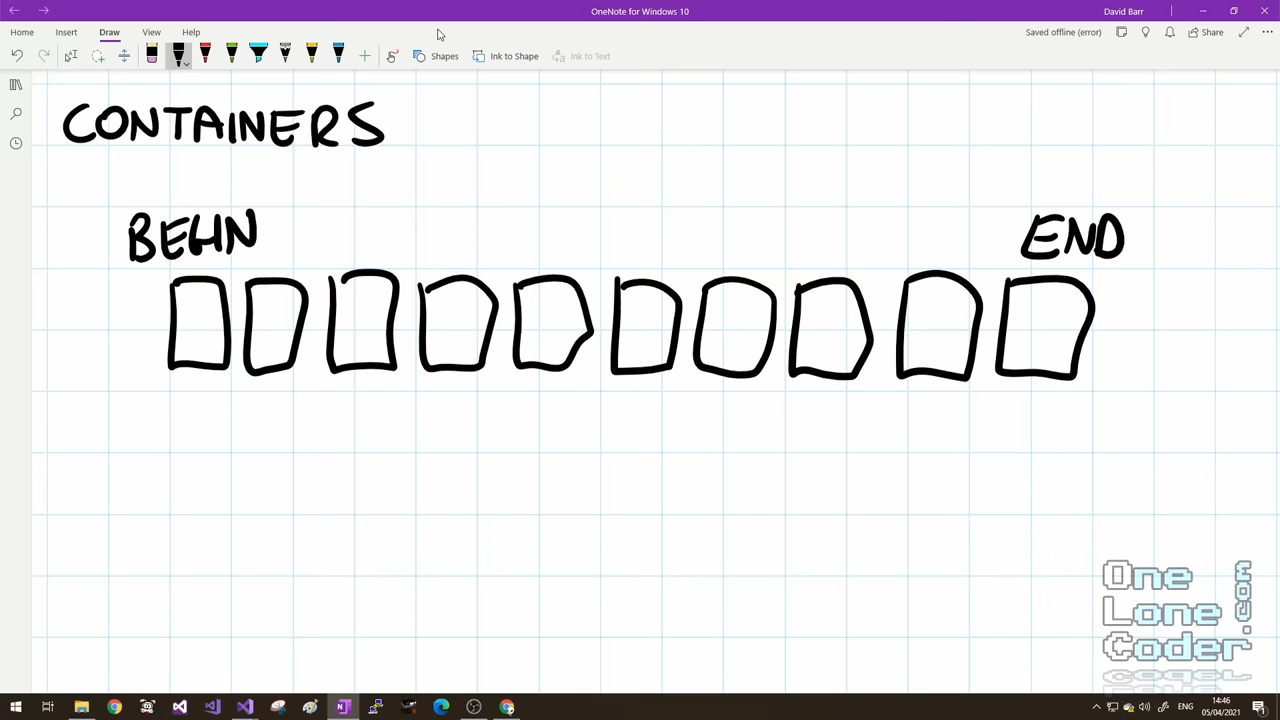 OneNote for Windows 10
David Barr
Home Insert Draw View Help
Saved offline (error)
Share
Shapes
Ink to Shape
Ink to Text
CONTAINERS
BEGIN
END
One
Lone
Coder
.com
14:46
05/04/2021